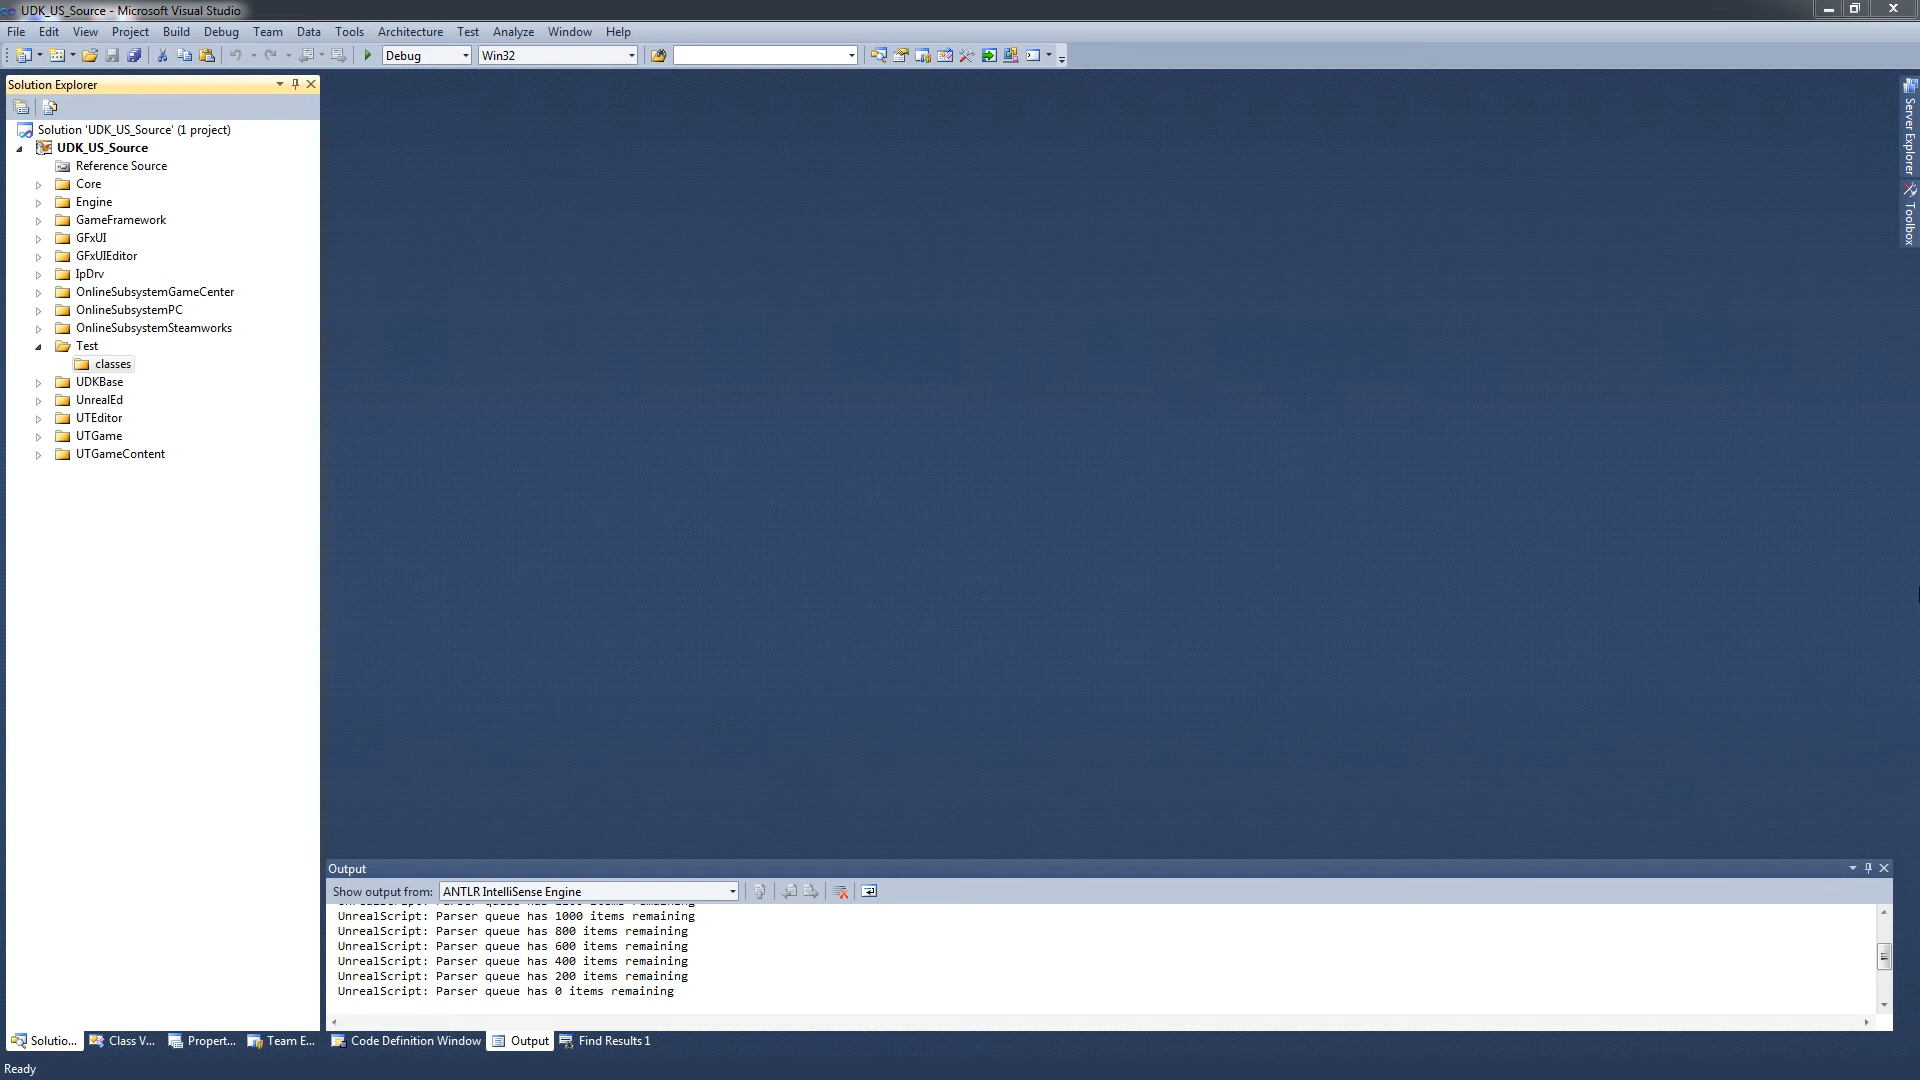 UDK_US_Source - Microsoft Visual Studio
File Edit View Project Build Debug Team Data Tools Architecture Test Analyze Window Help
Debug Win32
Solution Explorer
Solution 'UDK_US_Source' (1 project)
UDK_US_Source
Reference Source
Core
Engine
GameFramework
GFxUI
GFxUIEditor
IpDrv
OnlineSubsystemGameCenter
OnlineSubsystemPC
OnlineSubsystemSteamworks
Test
classes
UDKBase
UnrealEd
UTEditor
UTGame
UTGameContent
Server Explorer
Toolbox
Output
Show output from: ANTLR IntelliSense Engine
UnrealScript: Parser queue has 1000 items remaining
UnrealScript: Parser queue has 800 items remaining
UnrealScript: Parser queue has 600 items remaining
UnrealScript: Parser queue has 400 items remaining
UnrealScript: Parser queue has 200 items remaining
UnrealScript: Parser queue has 0 items remaining
Solutio... Class V... Propert... Team E... Code Definition Window Output Find Results 1
Ready